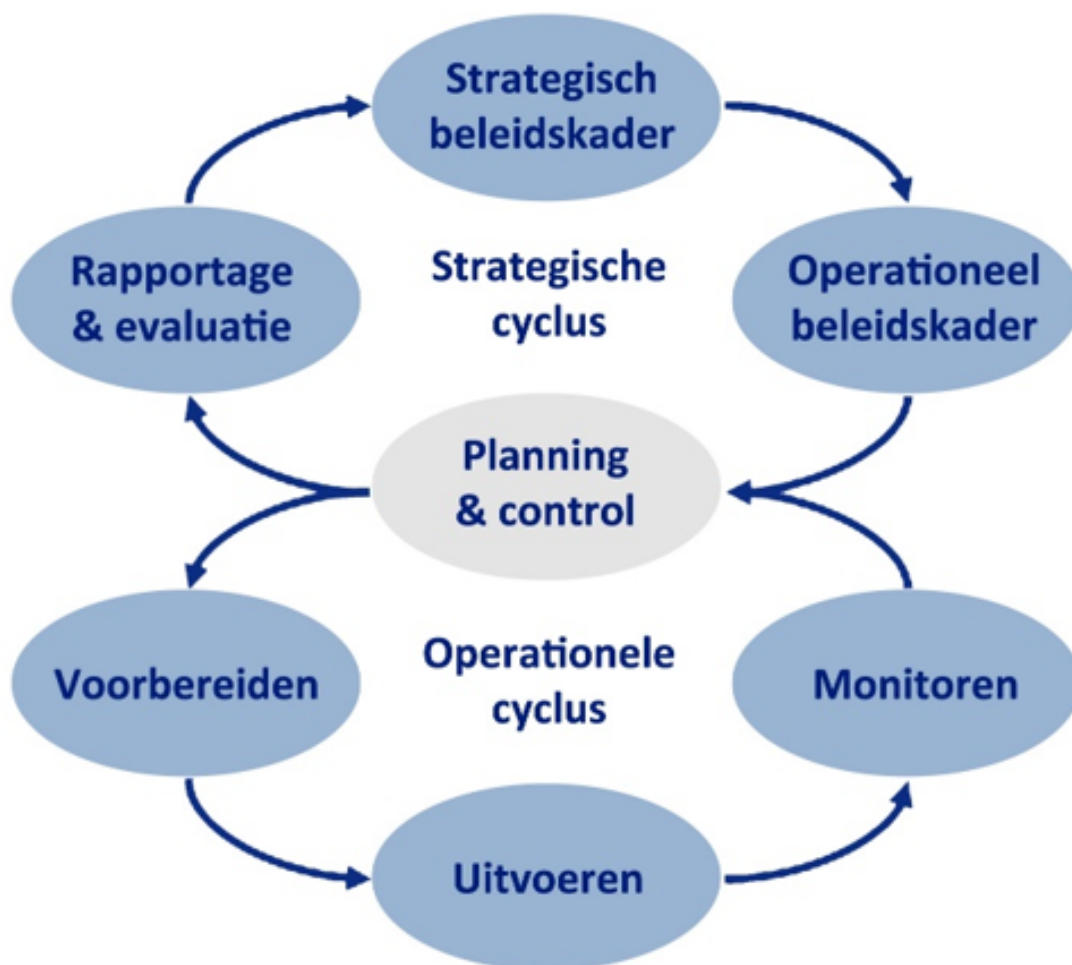 Strategisch
beleidskader
Rapportage
& evaluatie
Strategische
cyclus
Operationeel
beleidskader
Planning
& control
Voorbereiden
Operationele
cyclus
Monitoren
Uitvoeren